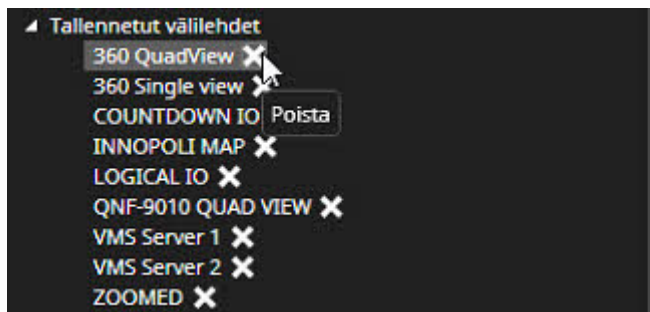 Tallennetut välilehdet
360 QuadView
360 Single view
COUNTDOWN IO
Poista
INNOPOLI MAP
LOGICAL IO
QNF-9010 QUAD VIEW
VMS Server 1
VMS Server 2
ZOOMED